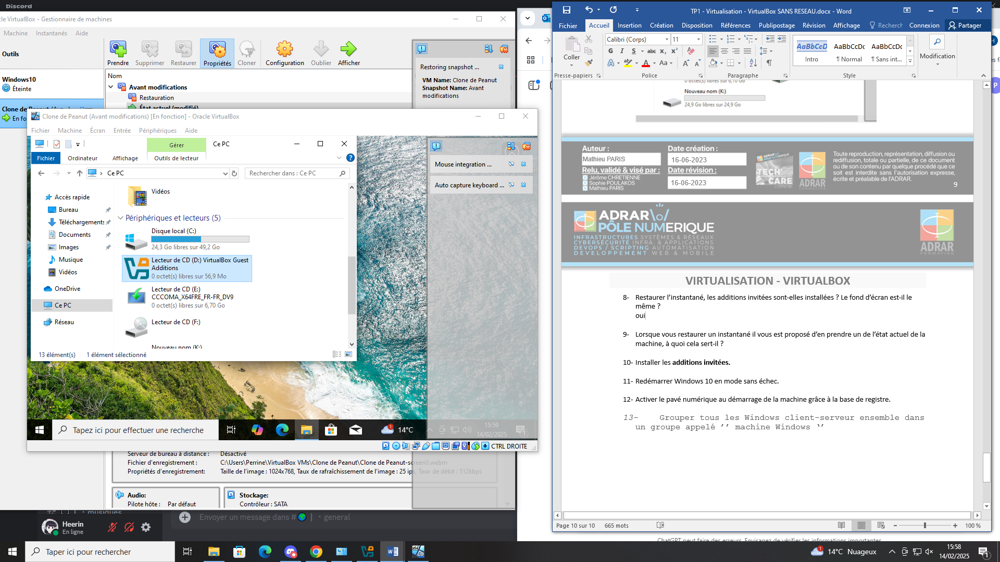 Discord
cle VirtualBox - Gestionnaire de machines
Machine Instantanés Aide
Outils
Prendre Supprimer Restaurer Propriétés Cloner Configuration Oublier Afficher
Nom
Windows10
Éteinte
Avant modifications
Restauration
État actuel (modifié)
Restoring snapshot ...
VM Name: Clone de Peanut
Snapshot Name: Avant
modifications
Clone de Peanut (Avant modifications) [En fonction] - Oracle VirtualBox
Fichier Machine Écran Entrée Périphériques Aide
Gérer Ce PC
Fichier Ordinateur Affichage Outils de lecteur
Ce PC
Rechercher dans : Ce PC
Accès rapide
Bureau
Téléchargements
Documents
Images
Musique
Vidéos
OneDrive
Ce PC
Réseau
Vidéos
Périphériques et lecteurs (5)
Disque local (C:)
24,3 Go libres sur 49,2 Go
Lecteur de CD (D:) VirtualBox Guest
Additions
0 octet(s) libres sur 56,9 Mo
Lecteur de CD (E:)
CCCOMA_X64FRE_FR-FR_DV9
0 octet(s) libres sur 6,70 Go
Lecteur de CD (F:)
Nouveau nom (K:)
13 élément(s) 1 élément sélectionné
Mouse integration ...
Auto capture keyboard ...
Tapez ici pour effectuer une recherche
14°C
15:59
14/02/2025
CTRL DROITE
Serveur de bureau à distance : Désactivé
Fichier d'enregistrement : C:\Users\Perrine\VirtualBox VMs\Clone de Peanut\Clone de Peanut-screen0.webm
Propriétés d'enregistrement: Taille de l'image : 1024x768, Taux de rafraîchissement de l'image : 25 ips, Taux de débit : 512kbps
Audio:
Pilote hôte : Par défaut
Stockage:
Contrôleur : SATA
musiques
Heerin
En ligne
Envoyer un message dans # | ・general
TP1 - Virtualisation - VirtualBox SANS RESEAU.docx - Word
Fichier Accueil Insertion Création Disposition Références Publipostage Révision Affichage Recherch Connexion Partager
Coller
Calibri (Corps) 11
G I S abc x₂ x²
Modification
AaBbCcD AaBbCcDc AaBbCcDc
Intro ¶ Normal ¶ Sans int...
Presse-papiers Police Paragraphe Style
0 octet(s) libres sur 6,70 Go
Nouveau nom (K:)
24,9 Go libres sur 24,9 Go
Auteur :
Mathieu PARIS
Relu, validé & visé par :
Jérôme CHRETIENNE
Sophie POULAKOS
Mathieu PARIS
Date création :
16-06-2023
Date révision :
16-06-2023
ADRAR PÔLE NUMERIQUE
TECH' CARE
ADRAR
FORMATION
Toute reproduction, représentation, diffusion ou
rediffusion, totale ou partielle, de ce document
ou de son contenu par quelque procédé que ce
soit est interdite sans l'autorisation expresse,
écrite et préalable de l'ADRAR.
9
ADRAR\o/
PÔLE NUMERIQUE
INFRASTRUCTURES SYSTÈMES & RÉSEAUX
CYBERSÉCURITÉ INFRA. & APPLICATIONS
DEVOPS / SCRIPTING AUTOMATISATION
DEVELOPPEMENT WEB & MOBILE
ADRAR
FORMATION
VIRTUALISATION - VIRTUALBOX
8- Restaurer l'instantané, les additions invitées sont-elles installées ? Le fond d'écran est-il le
même ?
oui
9- Lorsque vous restaurer un instantané il vous est proposé d'en prendre un de l'état actuel de la
machine, à quoi cela sert-il ?
10- Installer les additions invitées.
11- Redémarrer Windows 10 en mode sans échec.
12- Activer le pavé numérique au démarrage de la machine grâce à la base de registre.
13- Grouper tous les Windows client-serveur ensemble dans
un groupe appelé ‘’ machine Windows ‘’
Page 10 sur 10 665 mots
100 %
ChatGPT peut faire des erreurs. Envisagez de vérifier les informations importantes.
Taper ici pour rechercher
14°C Nuageux
15:58
14/02/2025